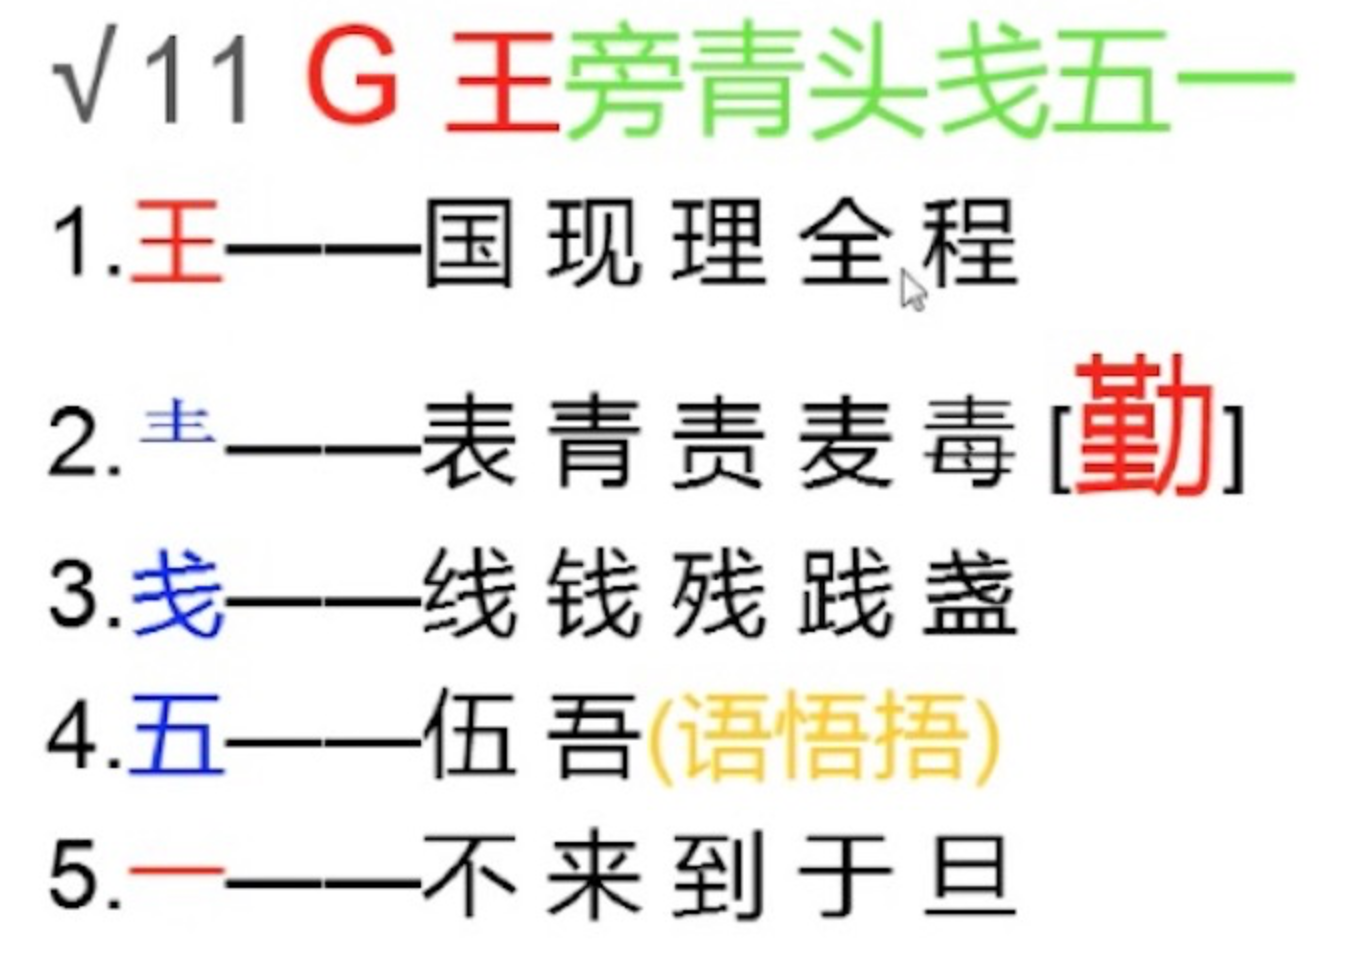 √11 G 王旁青头戋五一
1.王——国 现 理 全 程
2.龶——表 青 责 麦 毒 [勤]
3.戋——线 钱 残 践 盏
4.五——伍 吾(语悟捂)
5.一——不 来 到 于 旦